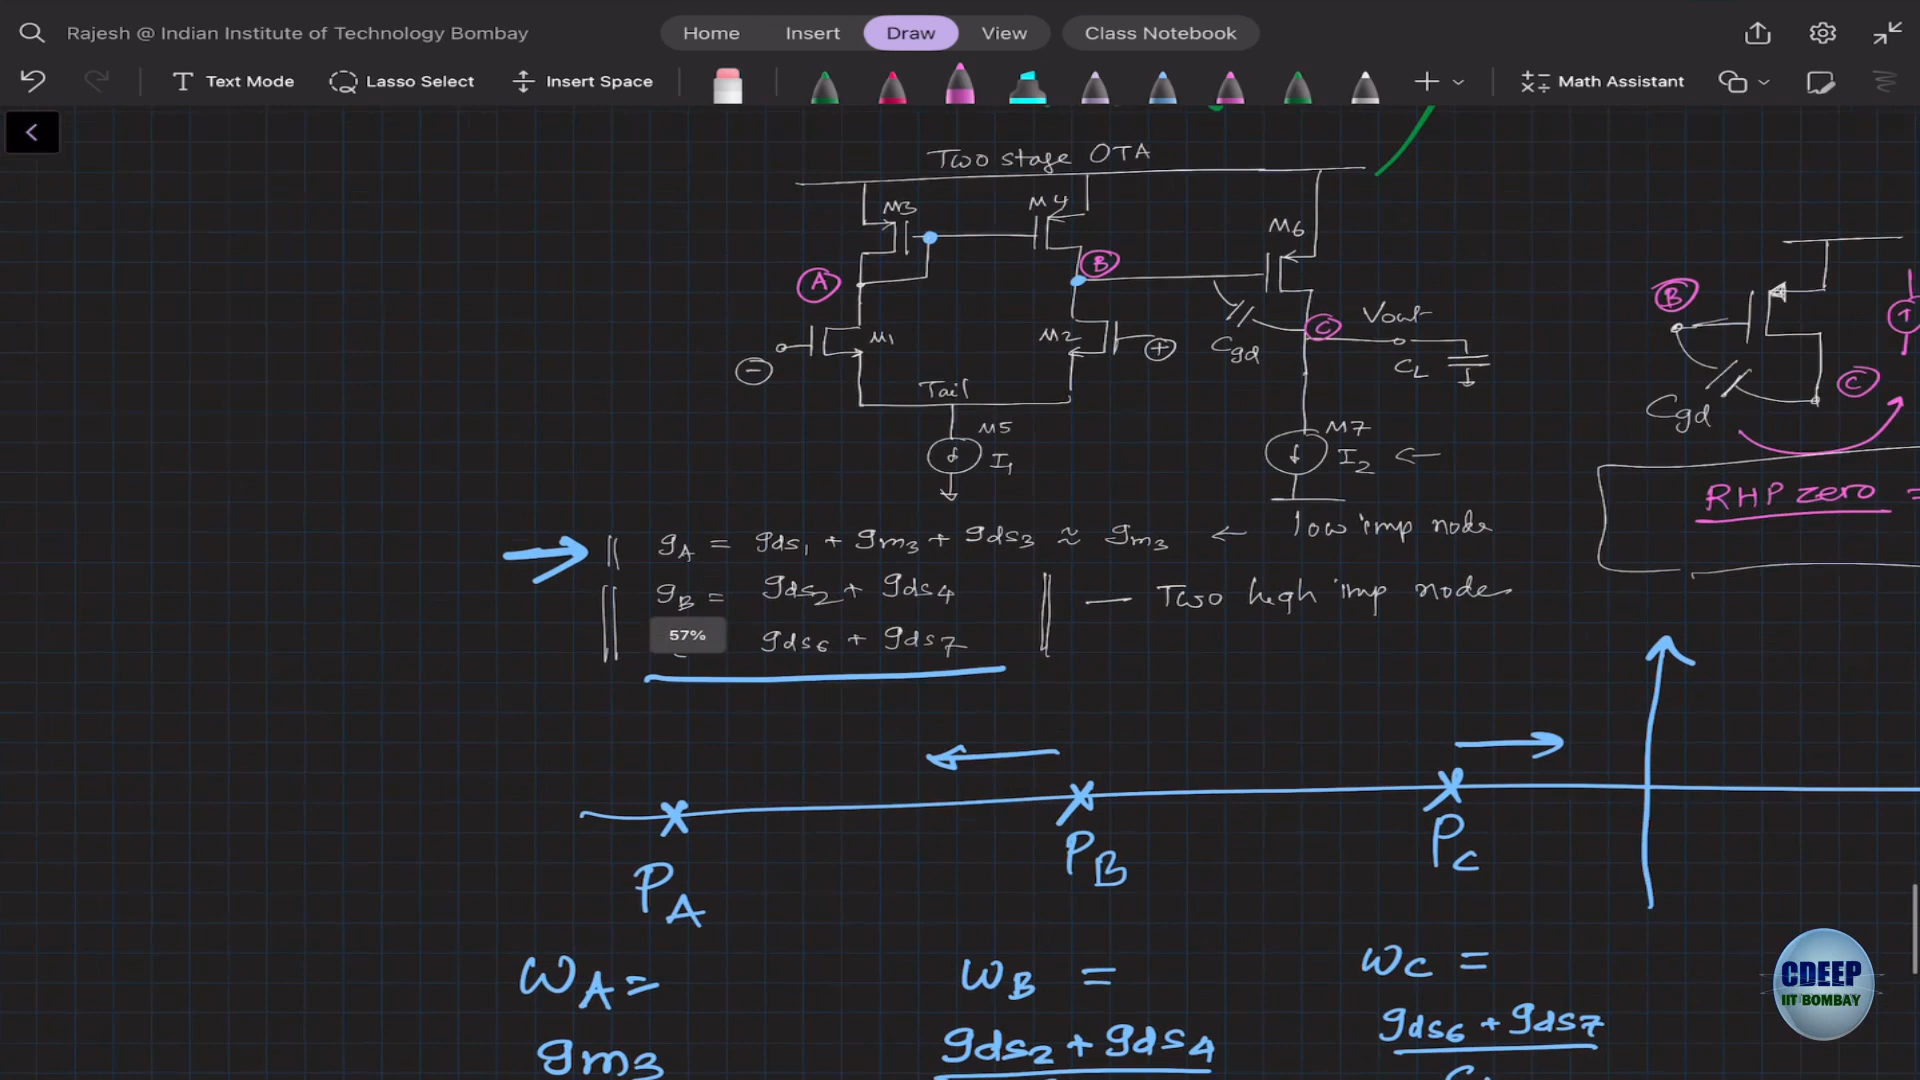 Rajesh @ Indian Institute of Technology Bombay
Home Insert Draw View Class Notebook
Text Mode Lasso Select Insert Space Math Assistant
Two stage OTA
M3 M4 M6
A B
M1 M2
− + Cgd C Vout
CL
Tail
M5
I1
M7
I2 ←
B
Cgd C
RHP zero =
gA = gds1 + gm3 + gds3 ≈ gm3 ← low imp node
gB = gds2 + gds4 — Two high imp node
57% gds6 + gds7
PA PB PC
ωA = ωB = ωC =
gm3 gds2 + gds4 gds6 + gds7
CDEEP
IIT BOMBAY